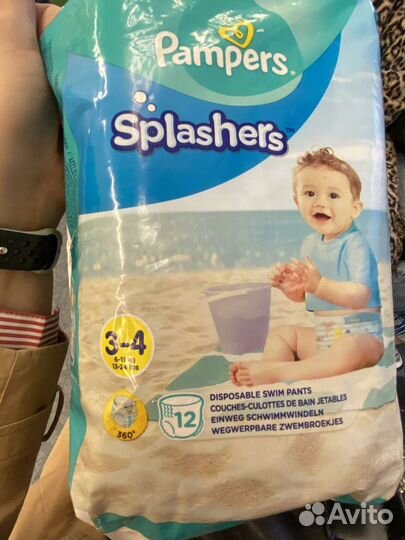 Pampers
Splashers™
3-4
6-11 kg
13-24 lbs
360°
12
DISPOSABLE SWIM PANTS
COUCHES-CULOTTES DE BAIN JETABLES
EINWEG SCHWIMMWINDELN
WEGWERPBARE ZWEMBROEKJES
Avito